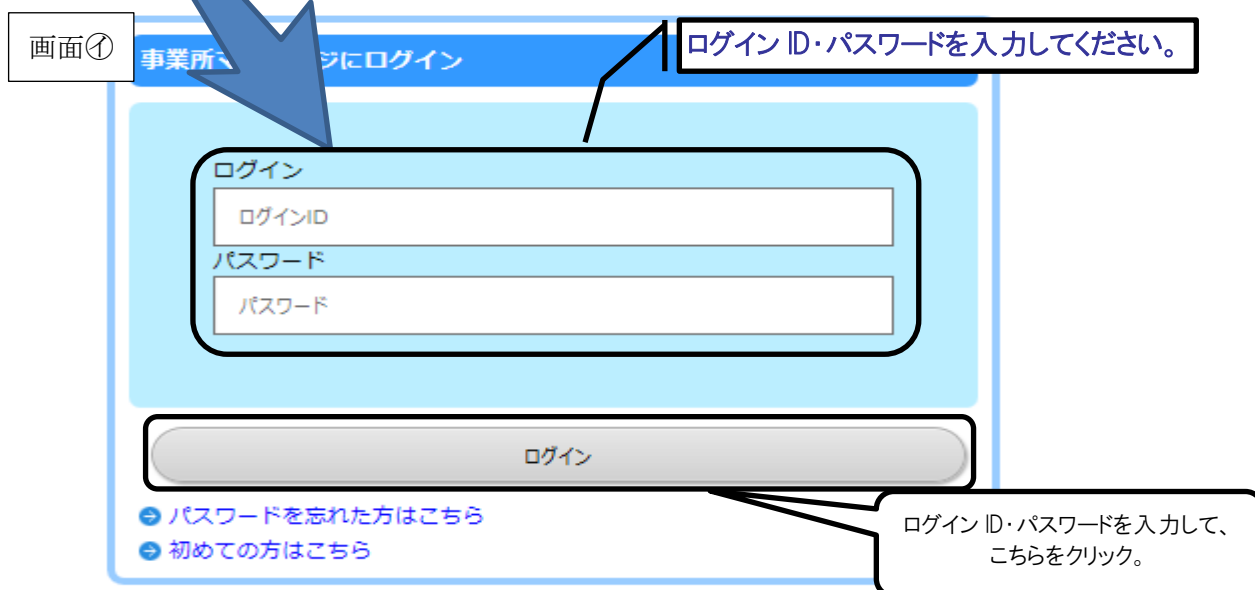 画面㋑
ログイン ID・パスワードを入力してください。
事業所マ ジにログイン
ログイン
ログインID
パスワード
パスワード
ログイン
パスワードを忘れた方はこちら
初めての方はこちら
ログイン ID・パスワードを入力して、
こちらをクリック。